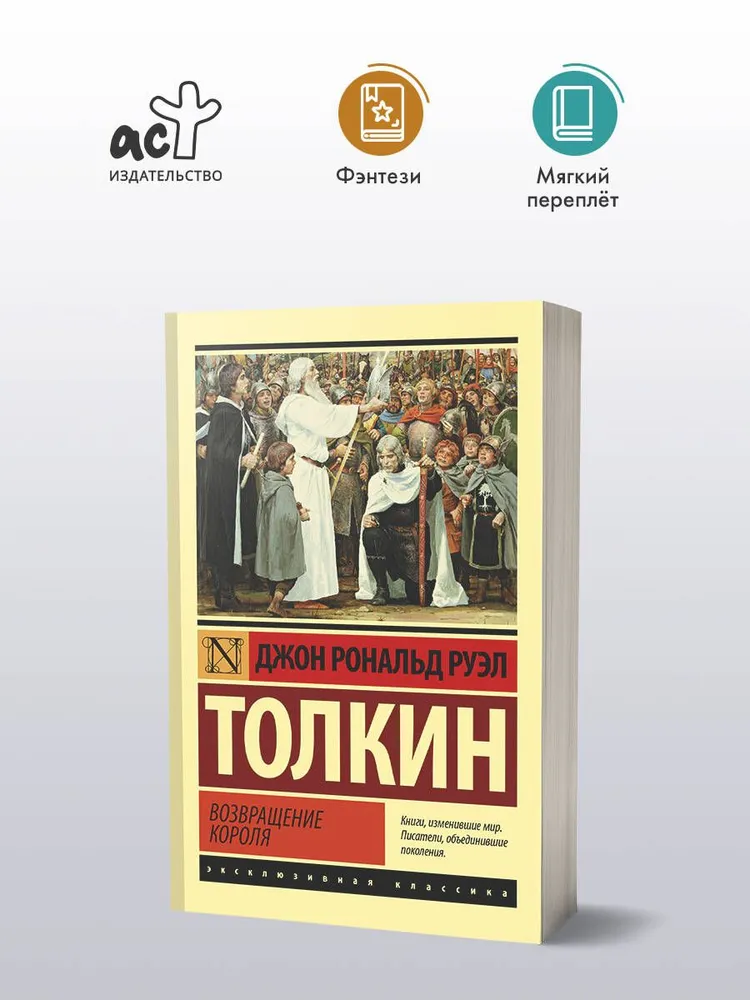 аст
ИЗДАТЕЛЬСТВО
Фэнтези
Мягкий
переплёт
N
ДЖОН РОНАЛЬД РУЭЛ
ТОЛКИН
ВОЗВРАЩЕНИЕ
КОРОЛЯ
Книги, изменившие мир.
Писатели, объединившие
поколения.
эксклюзивная классика